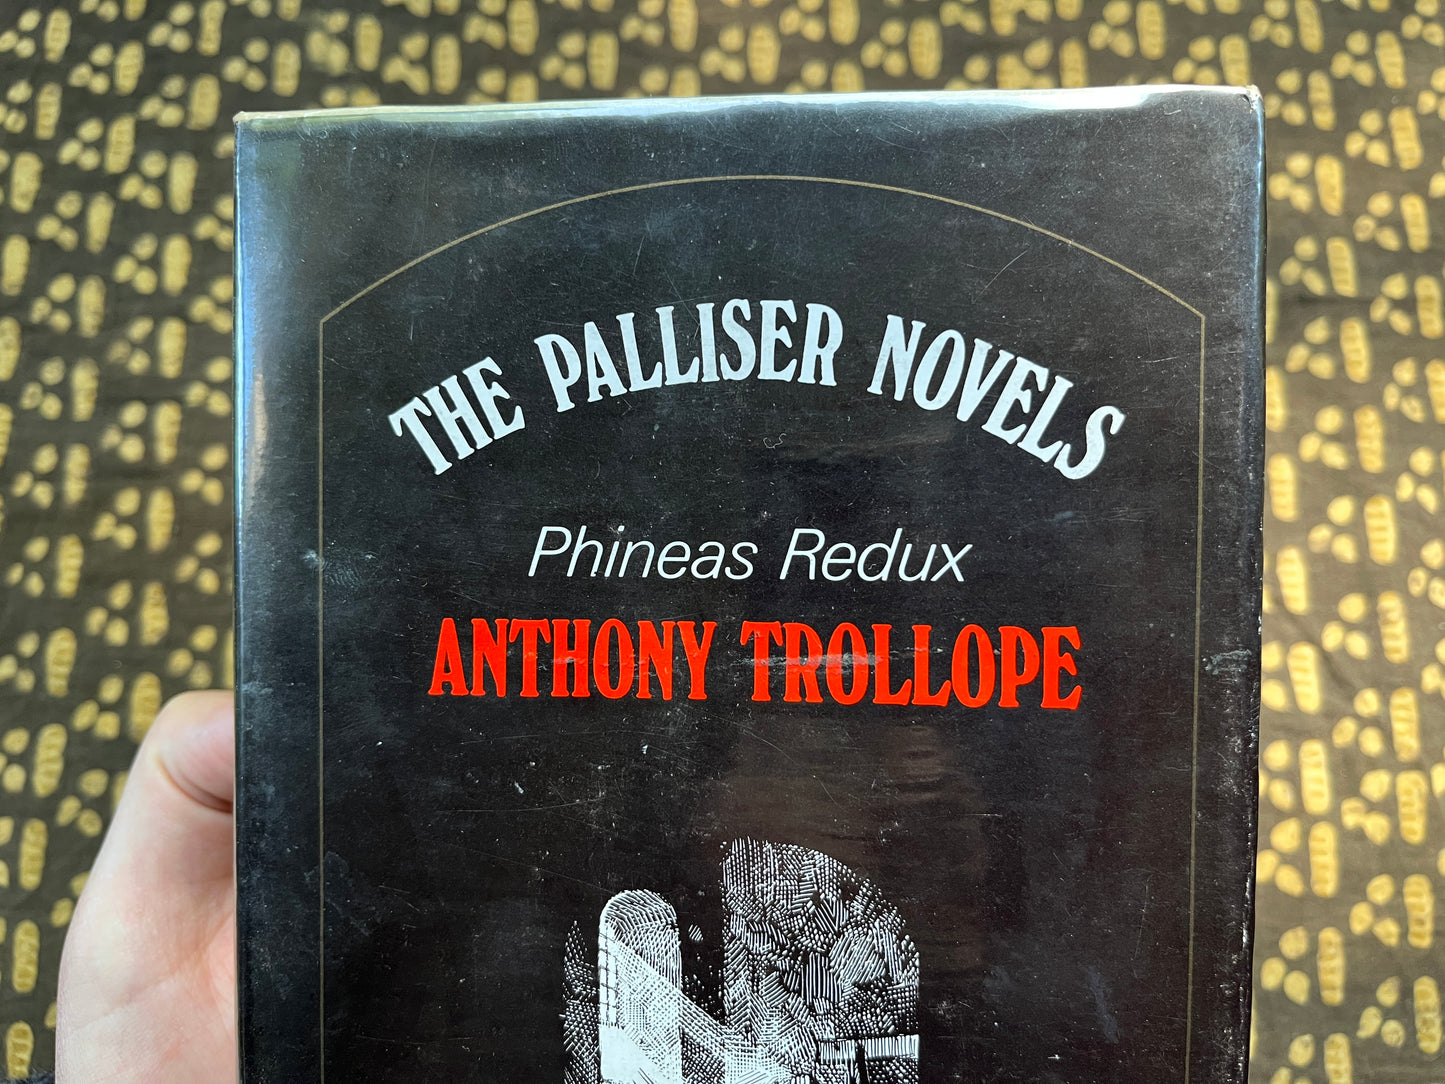 THE PALLISER NOVELS
Phineas Redux
ANTHONY TROLLOPE